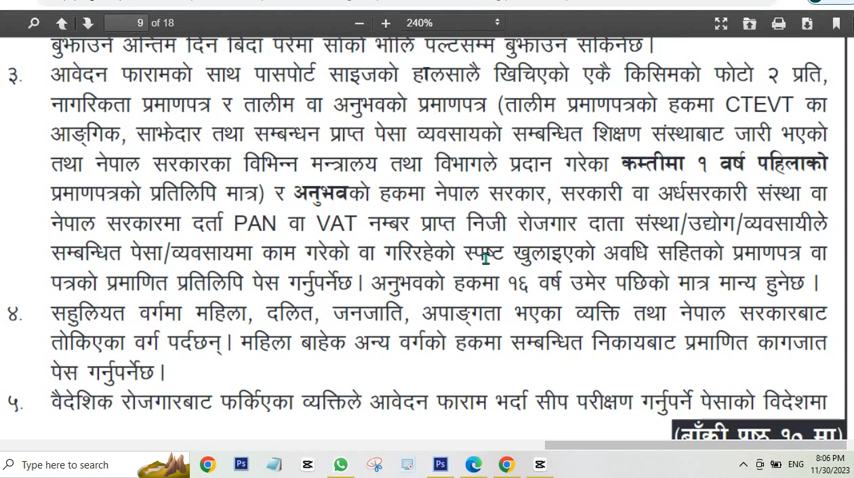 9 of 18
240%
बुझाउने अन्तिम दिन बिदा परेमा सोको भोलि पल्टसम्म बुझाउन सकिनेछ।
३. आवेदन फारामको साथ पासपोर्ट साइजको हालसालै खिचिएको एकै किसिमको फोटो २ प्रति,
नागरिकता प्रमाणपत्र र तालीम वा अनुभवको प्रमाणपत्र (तालीम प्रमाणपत्रको हकमा CTEVT का
आङ्गिक, साझेदार तथा सम्बन्धन प्राप्त पेसा व्यवसायको सम्बन्धित शिक्षण संस्थाबाट जारी भएको
तथा नेपाल सरकारका विभिन्न मन्त्रालय तथा विभागले प्रदान गरेका कम्तीमा १ वर्ष पहिलाको
प्रमाणपत्रको प्रतिलिपि मात्र) र अनुभवको हकमा नेपाल सरकार, सरकारी वा अर्धसरकारी संस्था वा
नेपाल सरकारमा दर्ता PAN वा VAT नम्बर प्राप्त निजी रोजगार दाता संस्था/उद्योग/व्यवसायीले
सम्बन्धित पेसा/व्यवसायमा काम गरेको वा गरिरहेको स्पष्ट खुलाइएको अवधि सहितको प्रमाणपत्र वा
पत्रको प्रमाणित प्रतिलिपि पेस गर्नुपर्नेछ। अनुभवको हकमा १६ वर्ष उमेर पछिको मात्र मान्य हुनेछ ।
४. सहुलियत वर्गमा महिला, दलित, जनजाति, अपाङ्गता भएका व्यक्ति तथा नेपाल सरकारबाट
तोकिएका वर्ग पर्दछन्। महिला बाहेक अन्य वर्गको हकमा सम्बन्धित निकायबाट प्रमाणित कागजात
पेस गर्नुपर्नेछ।
५. वैदेशिक रोजगारबाट फर्किएका व्यक्तिले आवेदन फाराम भर्दा सीप परीक्षण गर्नुपर्ने पेसाको विदेशमा
(बाँकी पृष्ठ १० मा)
Type here to search
ENG
8:06 PM
11/30/2023